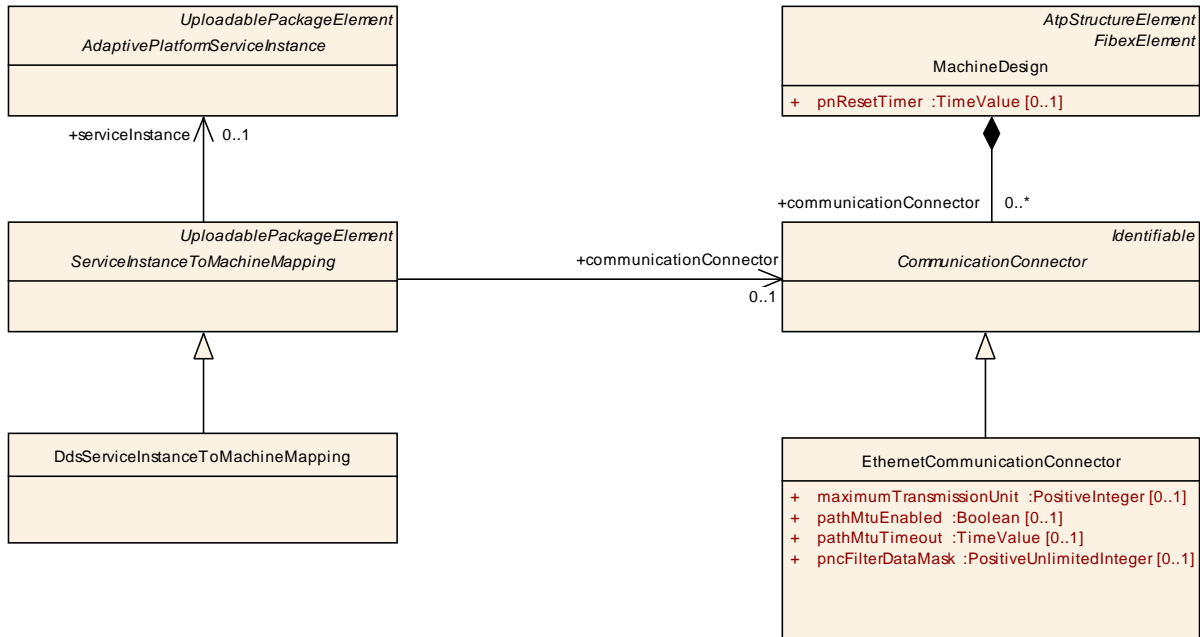 UploadablePackageElement
AdaptivePlatformServiceInstance
AtpStructureElement
FibexElement
MachineDesign
+ pnResetTimer :TimeValue [0..1]
+serviceInstance 0..1
+communicationConnector 0..*
UploadablePackageElement
ServiceInstanceToMachineMapping
+communicationConnector
0..1
Identifiable
CommunicationConnector
DdsServiceInstanceToMachineMapping
EthernetCommunicationConnector
+ maximumTransmissionUnit :PositiveInteger [0..1]
+ pathMtuEnabled :Boolean [0..1]
+ pathMtuTimeout :TimeValue [0..1]
+ pncFilterDataMask :PositiveUnlimitedInteger [0..1]